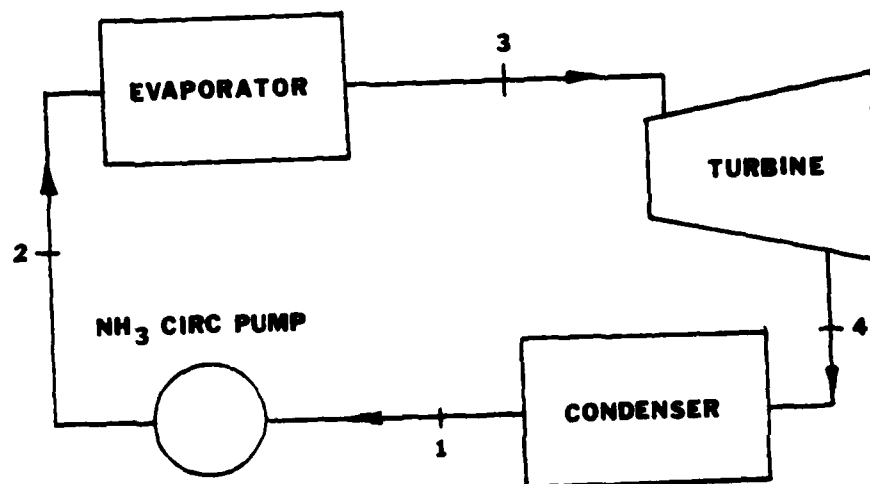 3
EVAPORATOR
TURBINE
2
NH₃ CIRC PUMP
4
CONDENSER
1